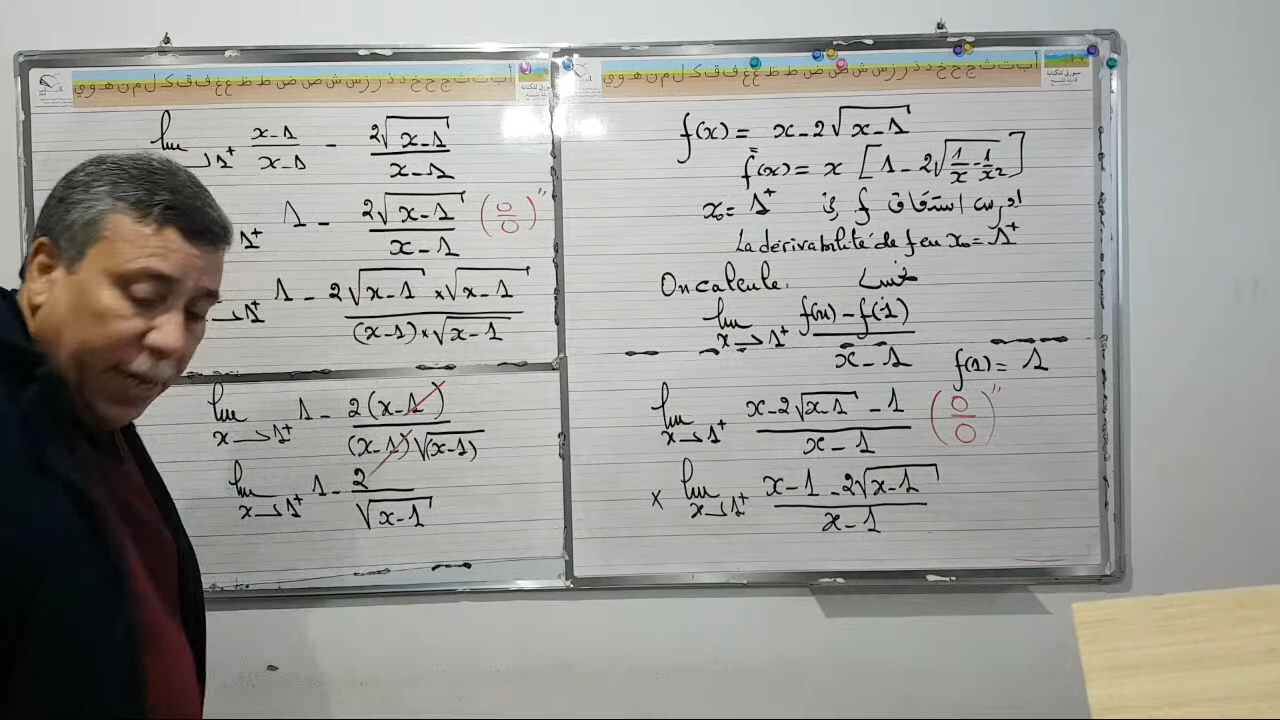 أ ب ت ث ج ح خ د ذ ر ز س ش ص ض ط ظ ع غ ف ق ك ل م ن ه و ي
lim →1⁺ (x-1)/(x-1) - (2√(x-1))/(x-1)
1⁺ 1 - (2√(x-1))/(x-1) (0/0)"
→1⁺ 1 - (2√(x-1) ×√(x-1))/((x-1)×√(x-1))
lim x→1⁺ 1 - (2(x-1))/((x-1)√(x-1))
lim x→1⁺ 1 - 2/√(x-1)
أ ب ت ث ج ح خ د ذ ر ز س ش ص ض ط ظ ع غ ف ق ك ل م ن ه و ي
f(x) = x-2√(x-1)
f(x) = x [1-2√(1/x - 1/x²)]
ادرس اشتقاق f في x₀= 1⁺
La dérivabilité de f en x₀= 1⁺
On calcule: نحسب
lim x→1⁺ (f(x) - f(1))/(x-1)
f(1) = 1
lim x→1⁺ (x-2√(x-1) -1)/(x-1) (0/0)"
× lim x→1⁺ (x-1-2√(x-1))/(x-1)